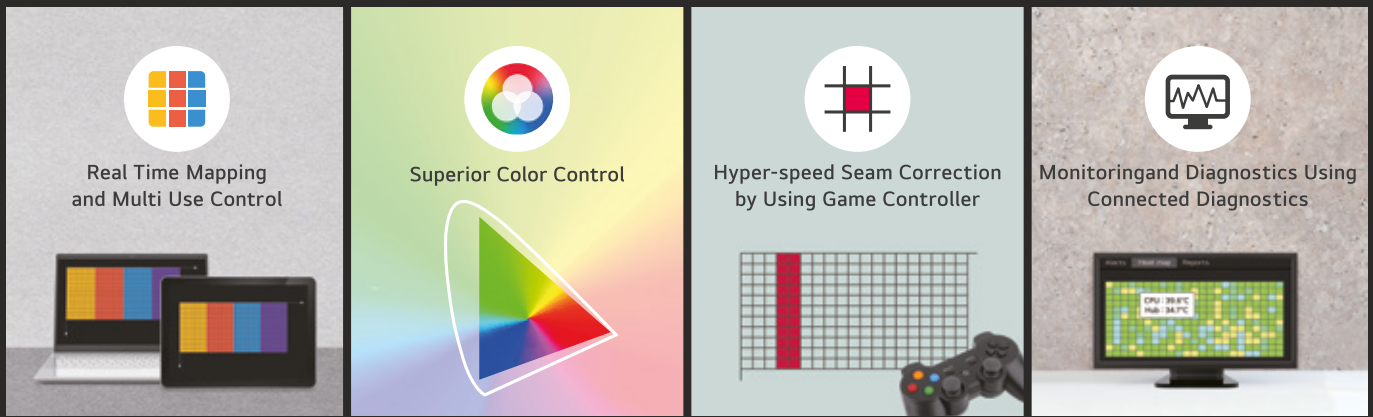 Real Time Mapping
and Multi Use Control
Superior Color Control
Hyper-speed Seam Correction
by Using Game Controller
Monitoringand Diagnostics Using
Connected Diagnostics
Alerts Heat map Reports
CPU : 39.6°C
Hub : 34.7°C